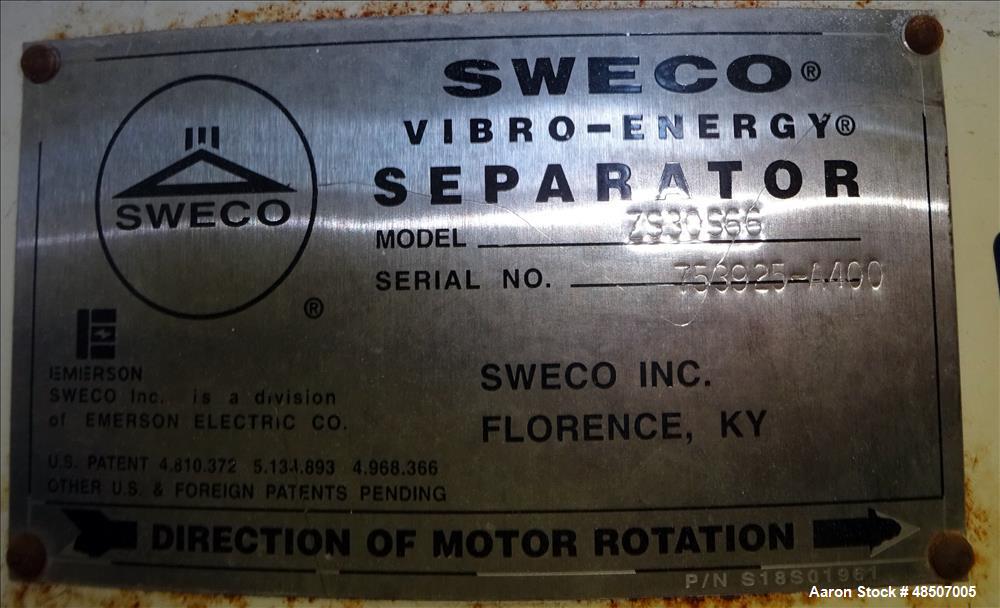 SWECO®
VIBRO-ENERGY®
SEPARATOR
MODEL ZS30S66
SERIAL NO. 753925-A400
SWECO
®
EMERSON
SWECO Inc. is a division
of EMERSON ELECTRIC CO.
SWECO INC.
FLORENCE, KY
U.S. PATENT 4.810.372 5.134.893 4.968.366
OTHER U.S. & FOREIGN PATENTS PENDING
DIRECTION OF MOTOR ROTATION
P/N S18S01961
Aaron Stock # 48507005